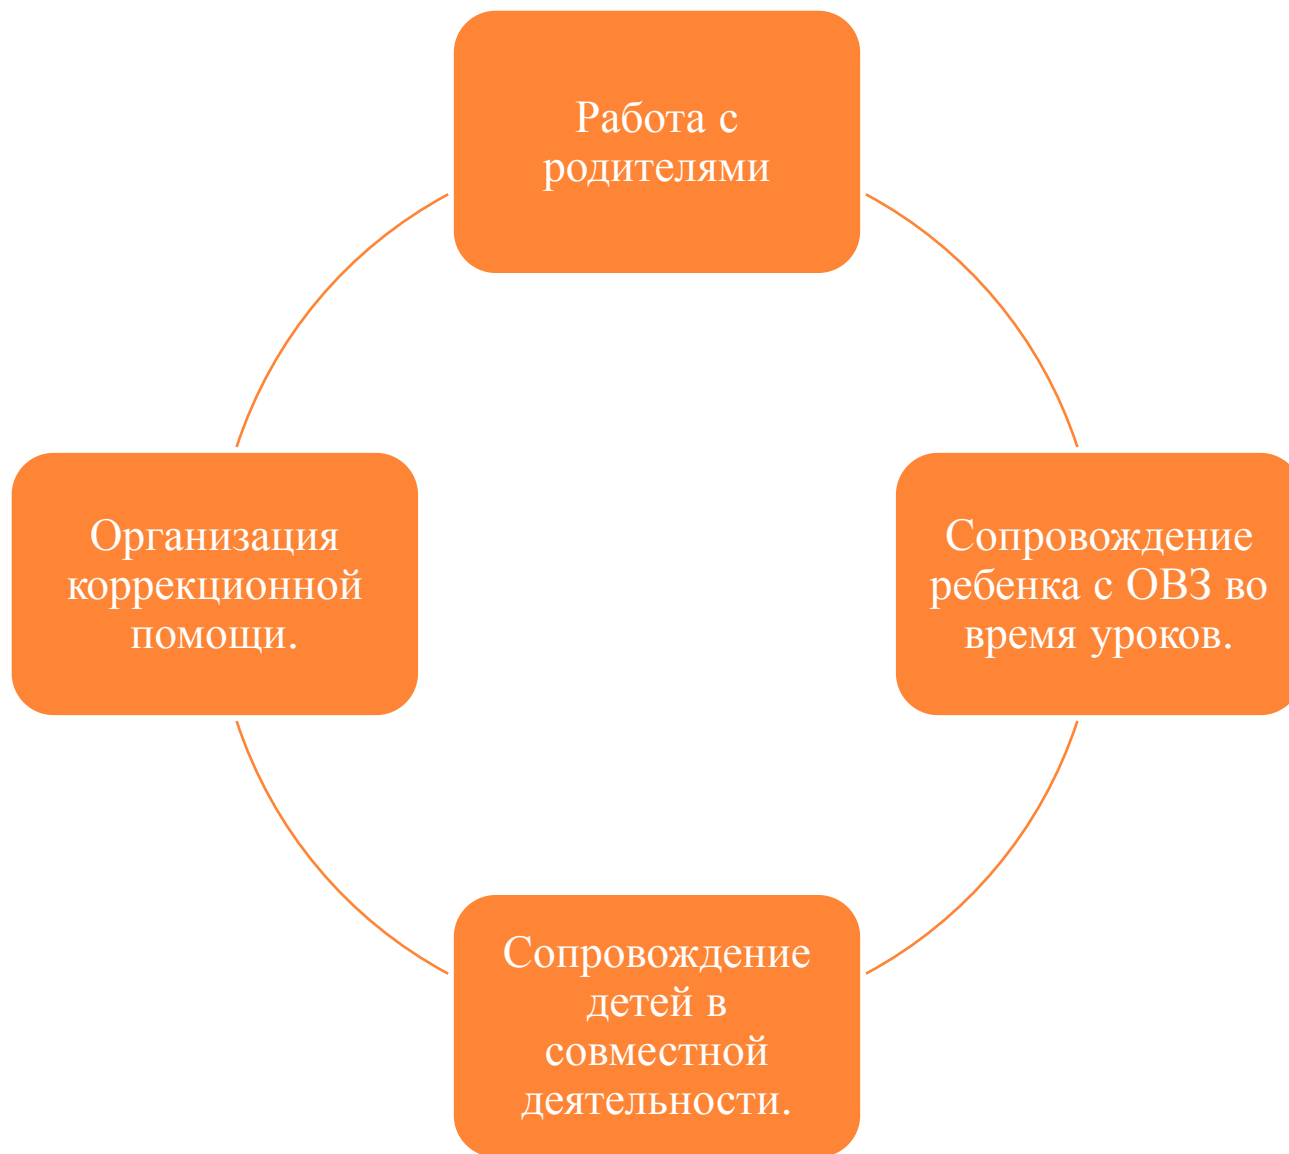 Работа с
родителями
Организация
коррекционной
помощи.
Сопровождение
ребенка с ОВЗ во
время уроков.
Сопровождение
детей в
совместной
деятельности.